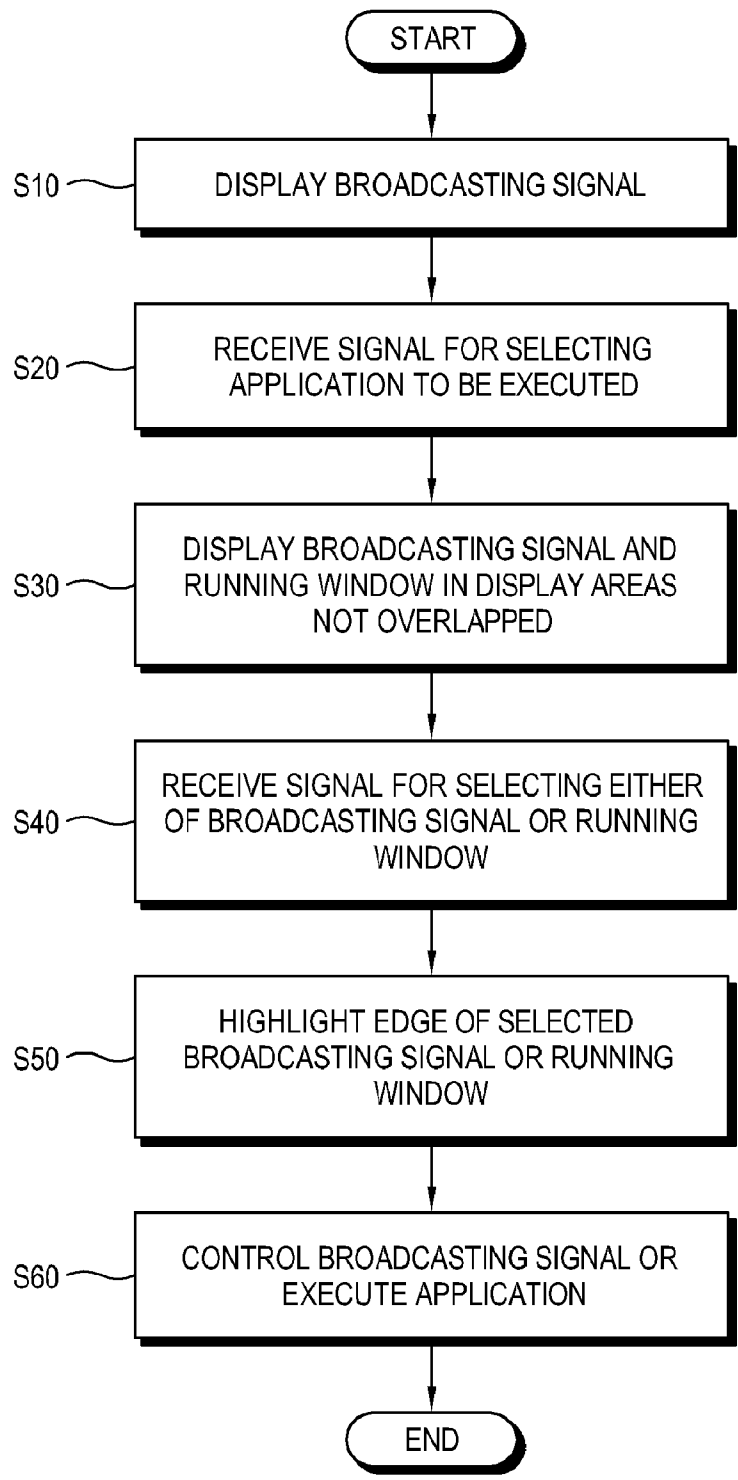 START
S10
DISPLAY BROADCASTING SIGNAL
S20
RECEIVE SIGNAL FOR SELECTING
APPLICATION TO BE EXECUTED
S30
DISPLAY BROADCASTING SIGNAL AND
RUNNING WINDOW IN DISPLAY AREAS
NOT OVERLAPPED
S40
RECEIVE SIGNAL FOR SELECTING EITHER
OF BROADCASTING SIGNAL OR RUNNING
WINDOW
S50
HIGHLIGHT EDGE OF SELECTED
BROADCASTING SIGNAL OR RUNNING
WINDOW
S60
CONTROL BROADCASTING SIGNAL OR
EXECUTE APPLICATION
END